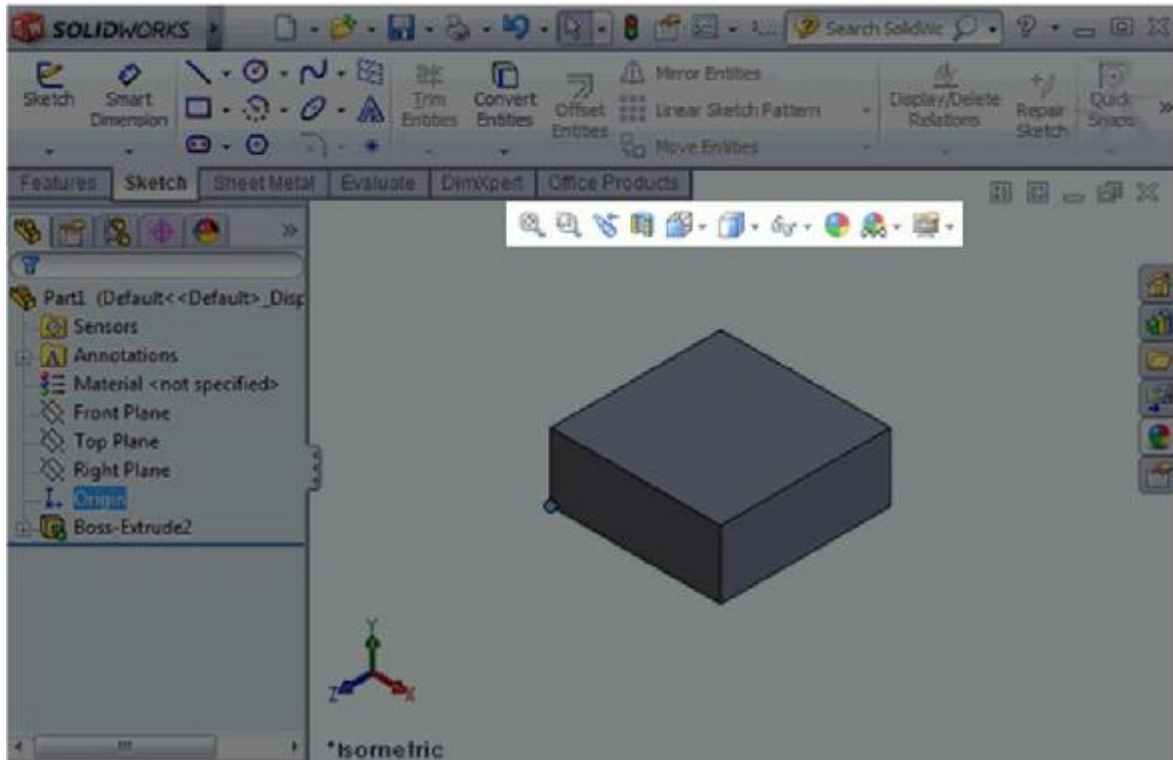 SOLIDWORKS
Search SolidWc
Sketch
Smart Dimension
Trim Entities
Convert Entities
Offset Entities
Mirror Entities
Linear Sketch Pattern
Move Entities
Display/Delete Relations
Repair Sketch
Quick Snaps
Features Sketch Sheet Metal Evaluate DimXpert Office Products
Part1 (Default<<Default>_Disp
Sensors
Annotations
Material <not specified>
Front Plane
Top Plane
Right Plane
Origin
Boss-Extrude2
Y
Z X
*Isometric